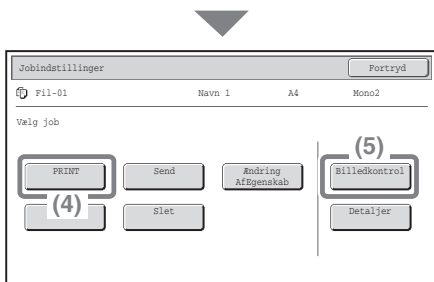 Jobindstillinger
Fortryd
Fil-01 Navn 1 A4 Mono2
Vælg job
(5)
PRINT Send Ændring
AfEgenskab Billedkontrol
(4)
Slet Detaljer